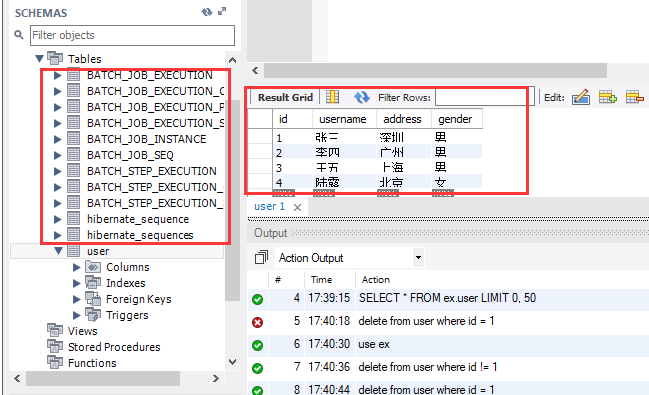 SCHEMAS
Filter objects
Tables
BATCH_JOB_EXECUTION
BATCH_JOB_EXECUTION_C
BATCH_JOB_EXECUTION_P
BATCH_JOB_EXECUTION_S
BATCH_JOB_INSTANCE
BATCH_JOB_SEQ
BATCH_STEP_EXECUTION
BATCH_STEP_EXECUTION_
BATCH_STEP_EXECUTION_
hibernate_sequence
hibernate_sequences
user
Columns
Indexes
Foreign Keys
Triggers
Views
Stored Procedures
Functions
Result Grid Filter Rows: Edit:
id username address gender
1 张三 深圳 男
2 李四 广州 男
3 王五 上海 男
4 陆露 北京 女
user 1
Output
Action Output
# Time Action
4 17:39:15 SELECT * FROM ex.user LIMIT 0, 50
5 17:40:18 delete from user where id = 1
6 17:40:30 use ex
7 17:40:36 delete from user where id != 1
8 17:40:44 delete from user where id = 1